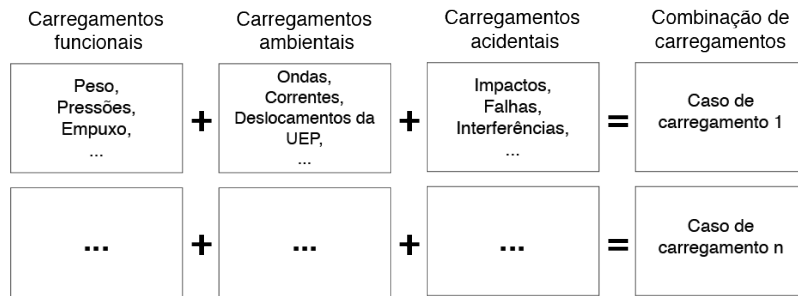 Carregamentos funcionais
Carregamentos ambientais
Carregamentos acidentais
Combinação de carregamentos
Peso,
Pressões,
Empuxo,
...
+
Ondas,
Correntes,
Deslocamentos da
UEP,
...
+
Impactos,
Falhas,
Interferências,
...
=
Caso de
carregamento 1
...
+
...
+
...
=
Caso de
carregamento n